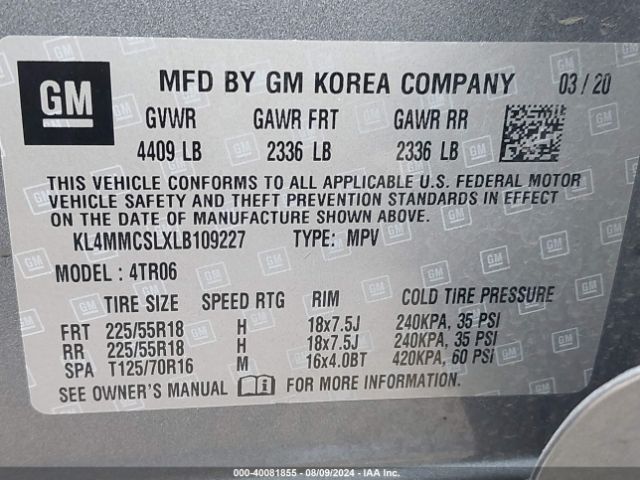 GM MFD BY GM KOREA COMPANY 03/20
GVWR GAWR FRT GAWR RR
4409 LB 2336 LB 2336 LB
THIS VEHICLE CONFORMS TO ALL APPLICABLE U.S. FEDERAL MOTOR
VEHICLE SAFETY AND THEFT PREVENTION STANDARDS IN EFFECT
ON THE DATE OF MANUFACTURE SHOWN ABOVE.
KL4MMCSLXLB109227 TYPE: MPV
MODEL : 4TR06
TIRE SIZE SPEED RTG RIM COLD TIRE PRESSURE
FRT 225/55R18 H 18x7.5J 240KPA, 35 PSI
RR 225/55R18 H 18x7.5J 240KPA, 35 PSI
SPA T125/70R16 M 16x4.0BT 420KPA, 60 PSI
SEE OWNER'S MANUAL FOR MORE INFORMATION.
000-40081855 - 08/09/2024 - IAAI.COM